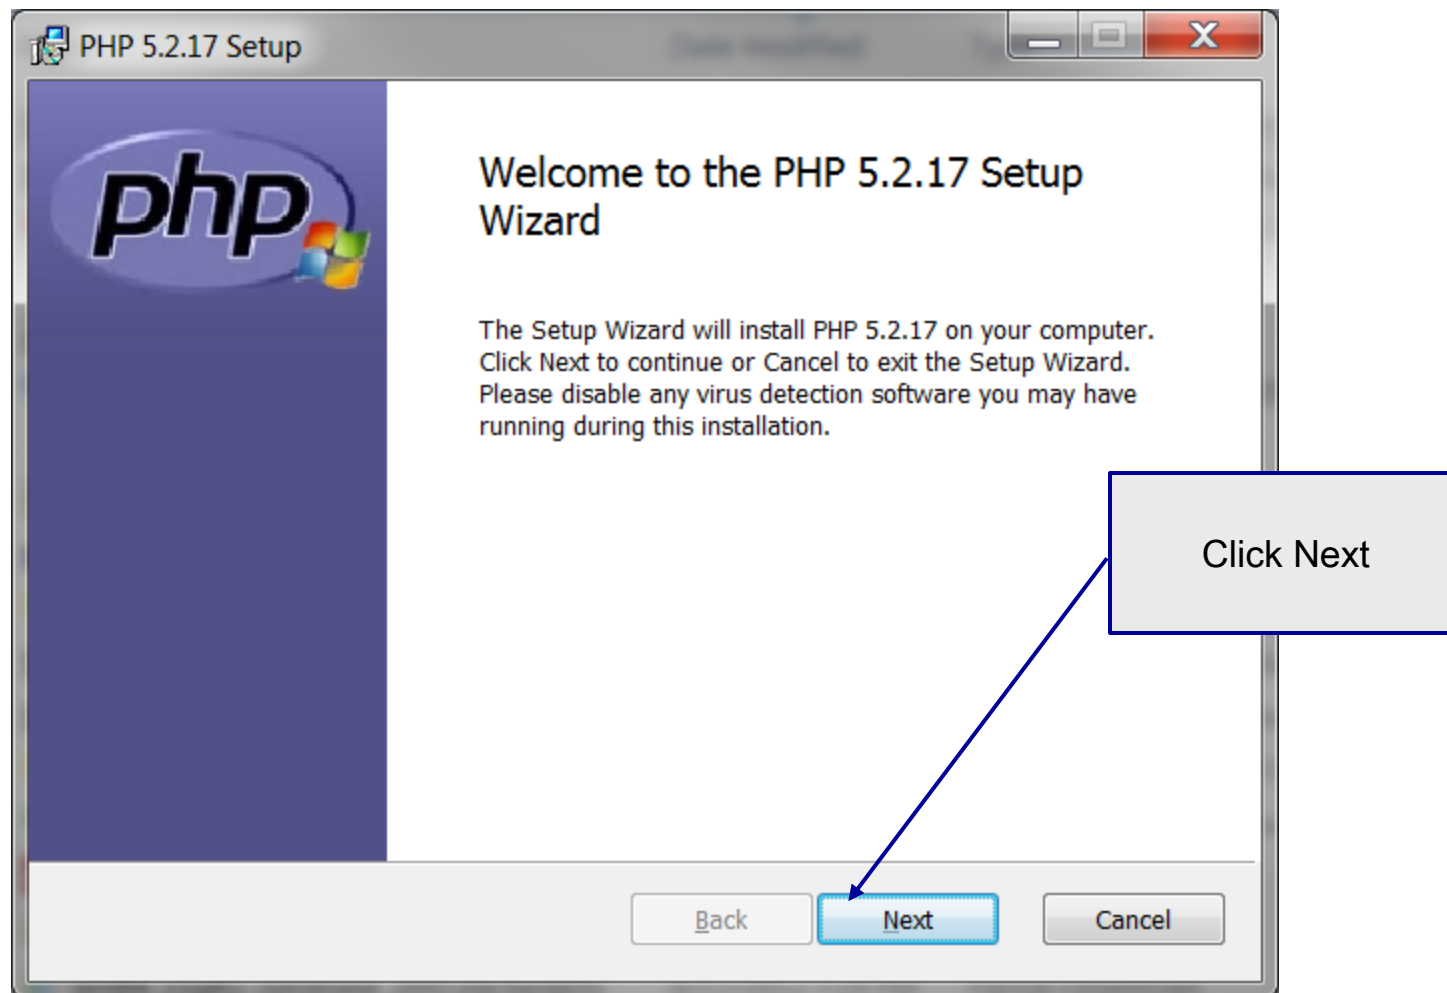 PHP 5.2.17 Setup
php
Welcome to the PHP 5.2.17 Setup
Wizard
The Setup Wizard will install PHP 5.2.17 on your computer.
Click Next to continue or Cancel to exit the Setup Wizard.
Please disable any virus detection software you may have
running during this installation.
Click Next
Back
Next
Cancel